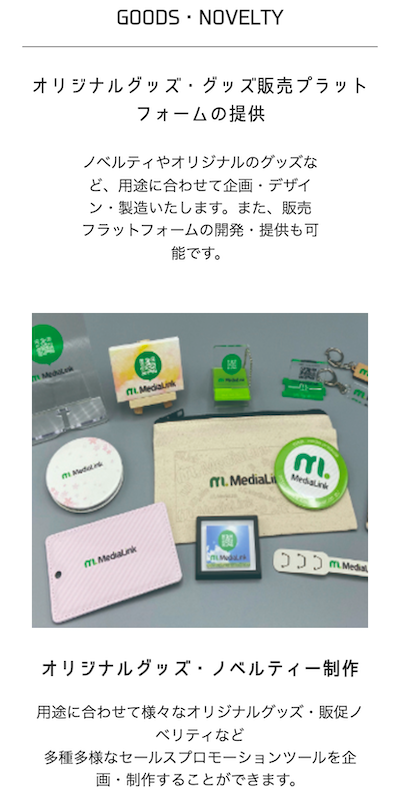 GOODS・NOVELTY
オリジナルグッズ・グッズ販売プラット
フォームの提供
ノベルティやオリジナルのグッズな
ど、用途に合わせて企画・デザイ
ン・製造いたします。また、販売
フラットフォームの開発・提供も可
能です。
m. MediaLink
m. MediaLink
m. MediaLink
m. MediaLink
m. MediaLink
m. MediaLin
m. MediaLink
m. MediaLink
m. MediaLink
m. MediaLink
オリジナルグッズ・ノベルティー制作
用途に合わせて様々なオリジナルグッズ・販促ノ
ベリティなど
多種多様なセールスプロモーションツールを企
画・制作することができます。